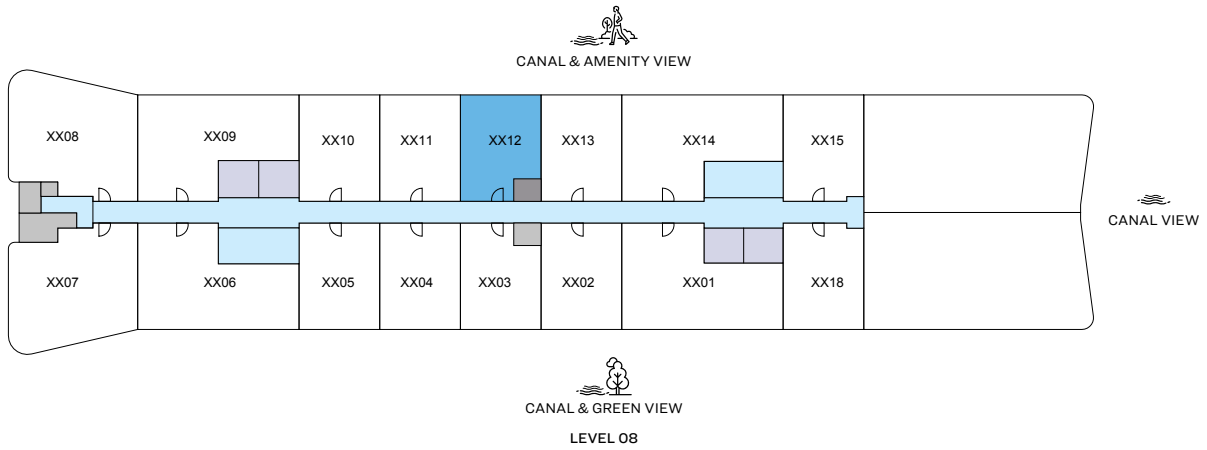 CANAL & AMENITY VIEW
XX08
XX09
XX10
XX11
XX12
XX13
XX14
XX15
CANAL VIEW
XX07
XX06
XX05
XX04
XX03
XX02
XX01
XX18
CANAL & GREEN VIEW
LEVEL 08